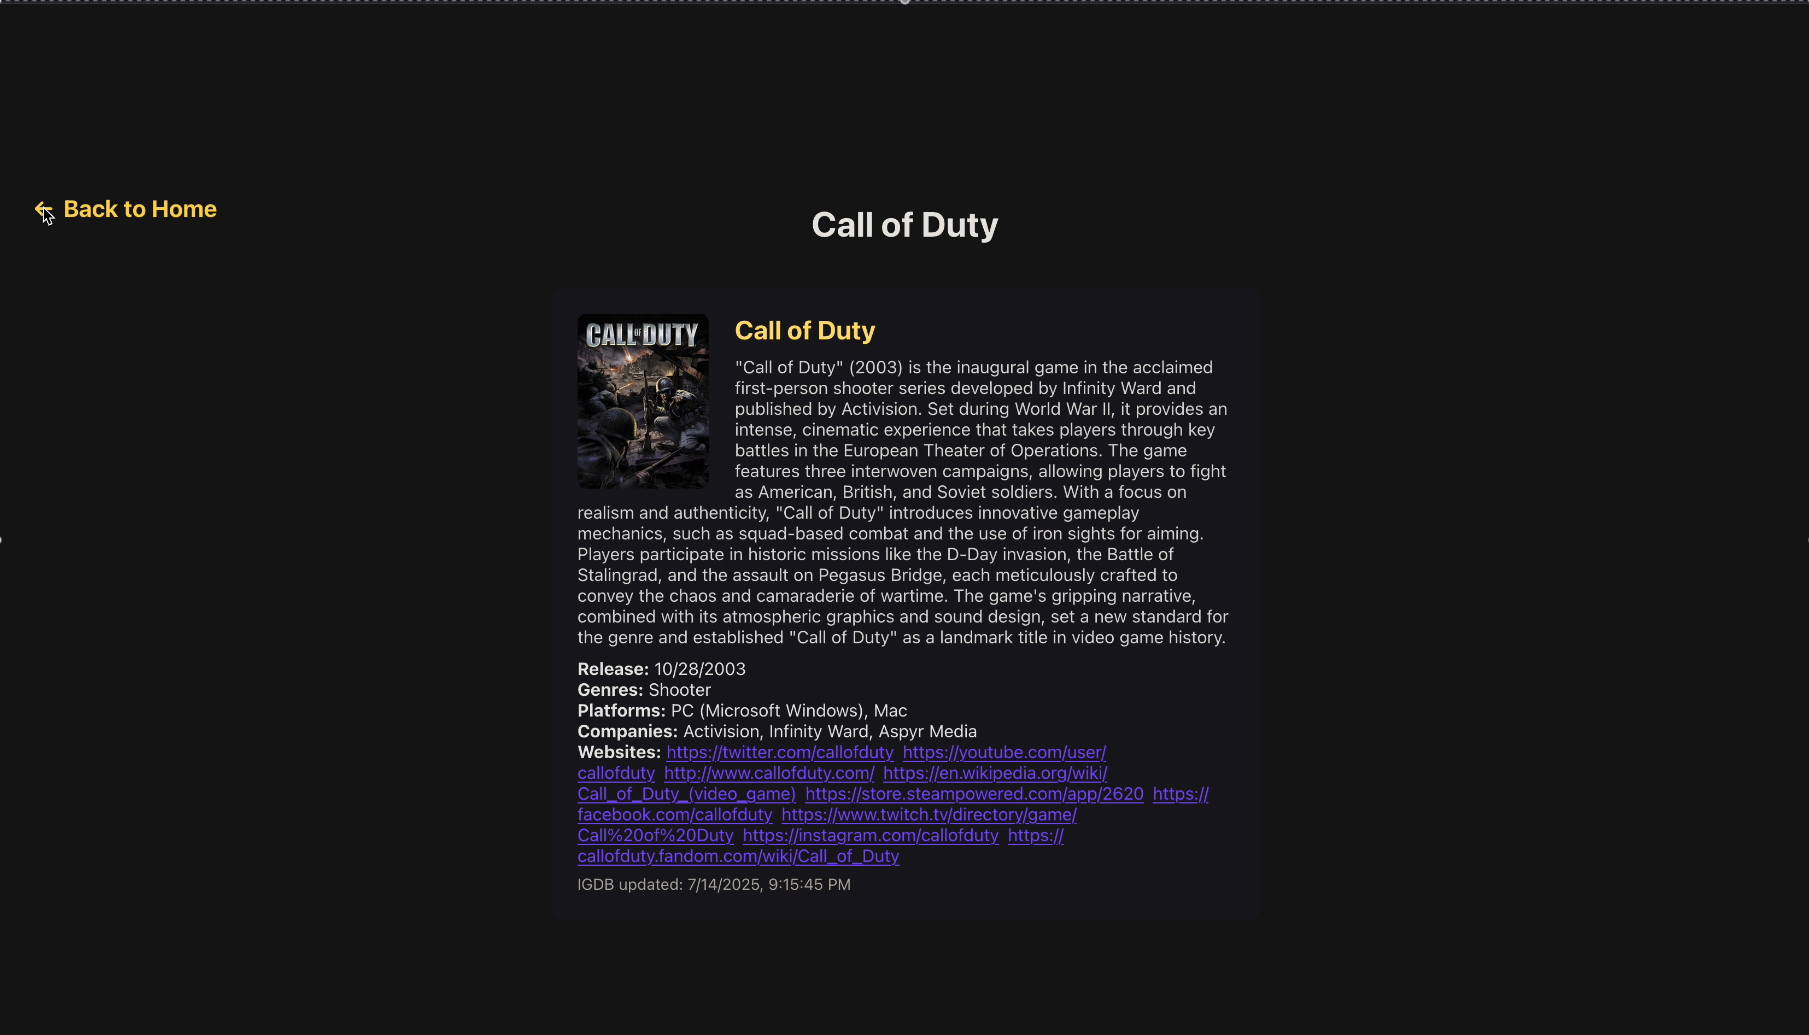 Back to Home
Call of Duty
CALL OF DUTY
Call of Duty
"Call of Duty" (2003) is the inaugural game in the acclaimed
first-person shooter series developed by Infinity Ward and
published by Activision. Set during World War II, it provides an
intense, cinematic experience that takes players through key
battles in the European Theater of Operations. The game
features three interwoven campaigns, allowing players to fight
as American, British, and Soviet soldiers. With a focus on
realism and authenticity, "Call of Duty" introduces innovative gameplay
mechanics, such as squad-based combat and the use of iron sights for aiming.
Players participate in historic missions like the D-Day invasion, the Battle of
Stalingrad, and the assault on Pegasus Bridge, each meticulously crafted to
convey the chaos and camaraderie of wartime. The game's gripping narrative,
combined with its atmospheric graphics and sound design, set a new standard for
the genre and established "Call of Duty" as a landmark title in video game history.
Release: 10/28/2003
Genres: Shooter
Platforms: PC (Microsoft Windows), Mac
Companies: Activision, Infinity Ward, Aspyr Media
Websites: https://twitter.com/callofduty https://youtube.com/user/
callofduty http://www.callofduty.com/ https://en.wikipedia.org/wiki/
Call_of_Duty_(video_game) https://store.steampowered.com/app/2620 https://
facebook.com/callofduty https://www.twitch.tv/directory/game/
Call%20of%20Duty https://instagram.com/callofduty https://
callofduty.fandom.com/wiki/Call_of_Duty
IGDB updated: 7/14/2025, 9:15:45 PM